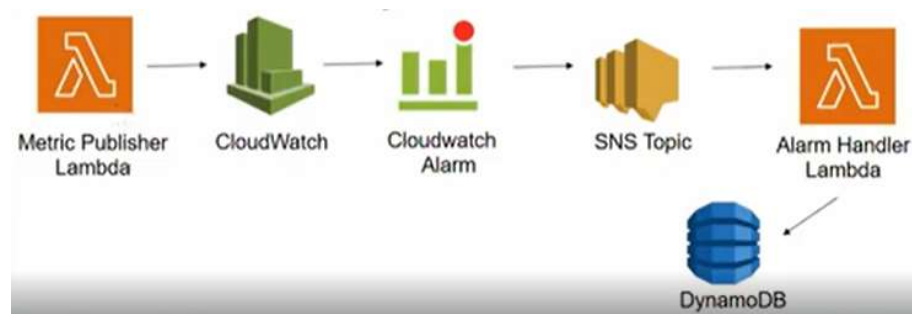 Metric Publisher
Lambda
CloudWatch
Cloudwatch
Alarm
SNS Topic
Alarm Handler
Lambda
DynamoDB